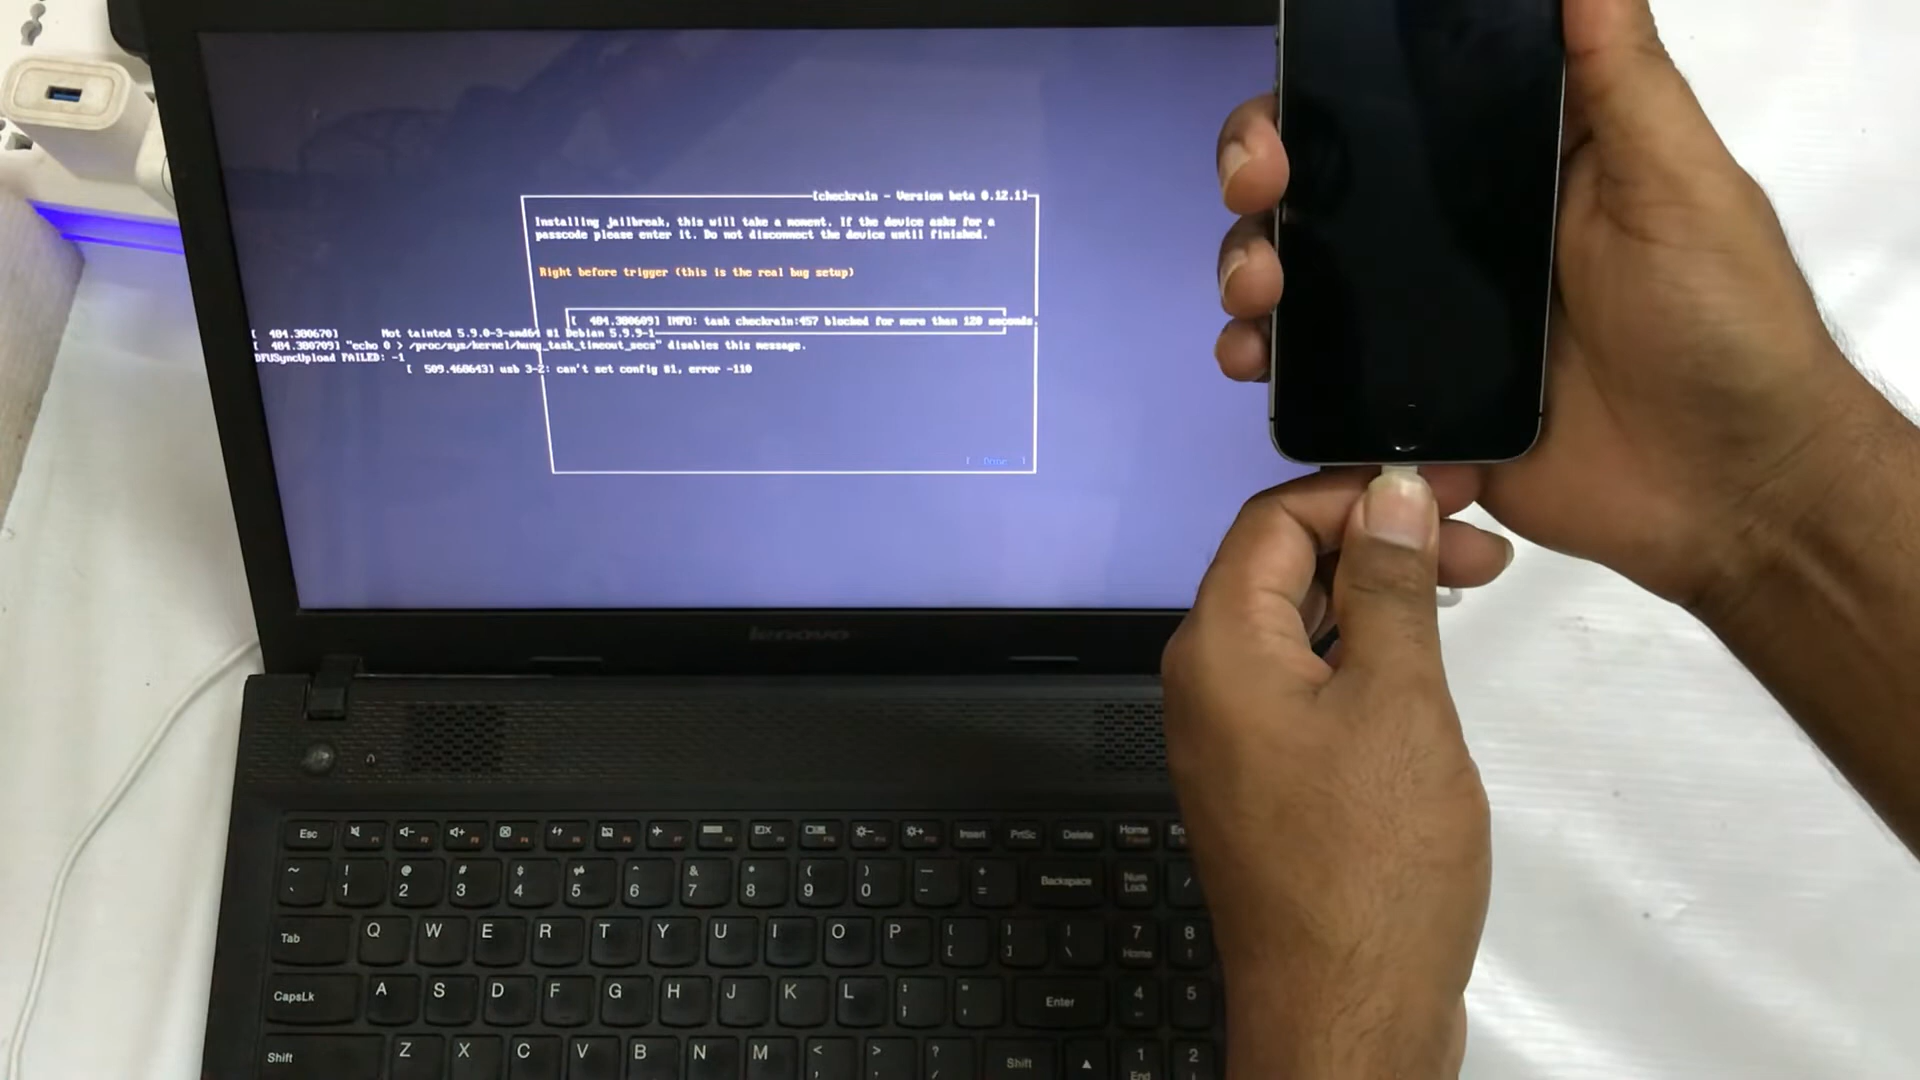 [checkra1n - Version beta 0.12.1]
Installing jailbreak, this will take a moment. If the device asks for a
passcode please enter it. Do not disconnect the device until finished.
Right before trigger (this is the real bug setup)
[ 484.380609] INFO: task checkra1n:457 blocked for more than 120 seconds.
[ 484.380670] Not tainted 5.9.0-3-amd64 #1 Debian 5.9.9-1
[ 484.380709] "echo 0 > /proc/sys/kernel/hung_task_timeout_secs" disables this message.
DFUSyncUpload FAILED: -1
[ 509.468643] usb 3-2: can't set config #1, error -110
[ Done ]
lenovo
Esc Insert PrtSc Delete Home
~ ! @ # $ % ^ & * ( ) — +
` 1 2 3 4 5 6 7 8 9 0 - = Backspace Num Lock /
Tab Q W E R T Y U I O P { [ } ] | \ 7 Home 8
CapsLk A S D F G H J K L : ; " ' Enter 4 5
Shift Z X C V B N M < , > . ? / Shift 1 End 2